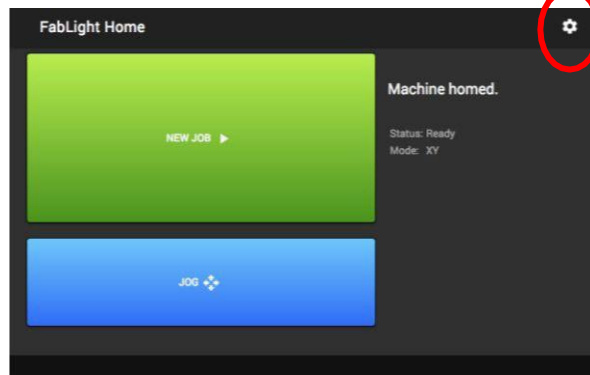 FabLight Home
NEW JOB
Machine homed.
Status: Ready
Mode: XY
JOG